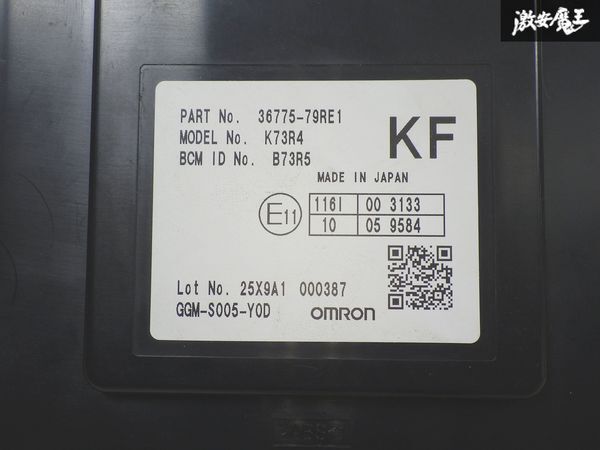 激安魔王
PART No. 36775-79RE1
MODEL No. K73R4
BCM ID No. B73R5
KF
MADE IN JAPAN
E11
116I 00 3133
10 05 9584
Lot No. 25X9A1 000387
GGM-S005-Y0D
OMRON